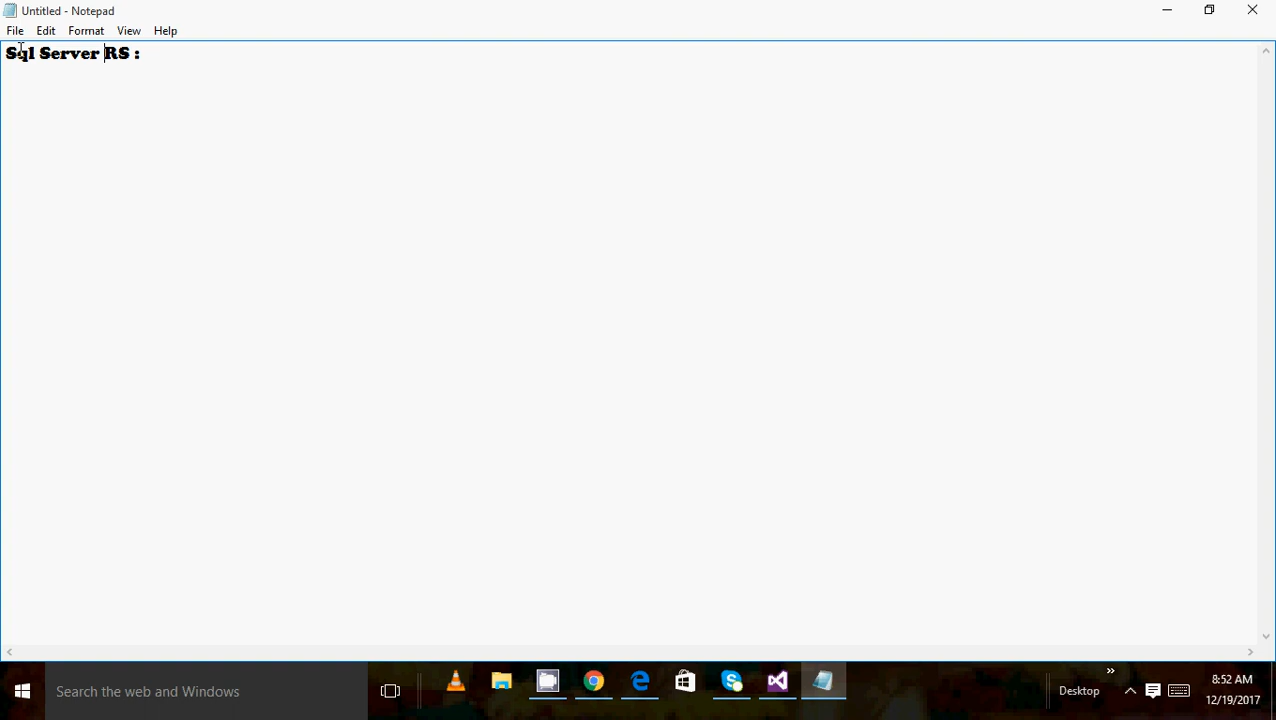 Untitled - Notepad
File Edit Format View Help
Sql Server RS :
Search the web and Windows
Desktop
8:52 AM
12/19/2017